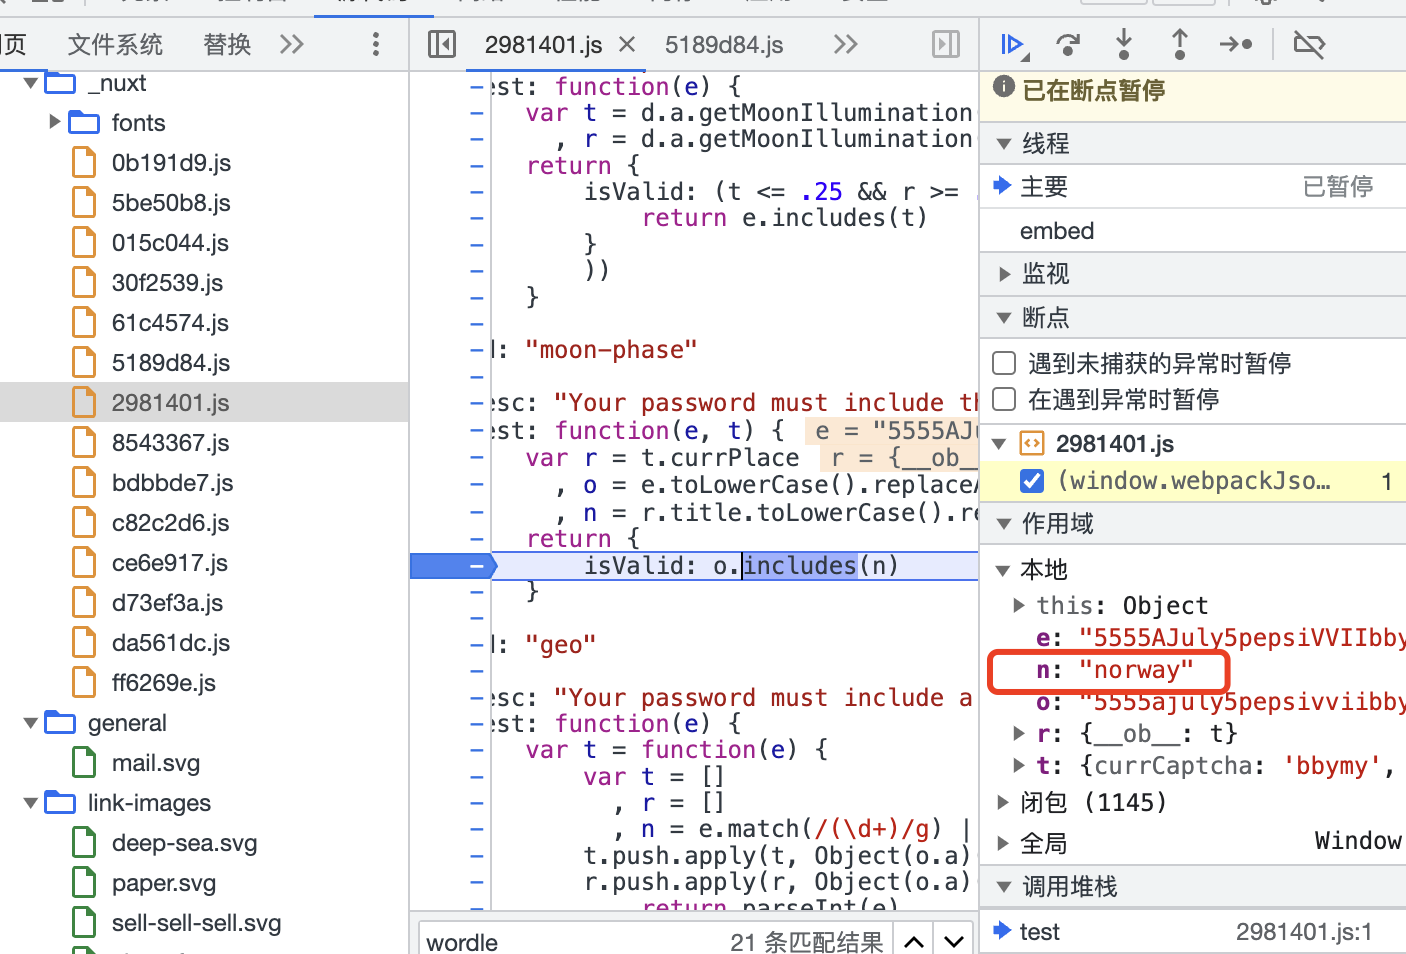 页 文件系统 替换
_nuxt
fonts
0b191d9.js
5be50b8.js
015c044.js
30f2539.js
61c4574.js
5189d84.js
2981401.js
8543367.js
bdbbde7.js
c82c2d6.js
ce6e917.js
d73ef3a.js
da561dc.js
ff6269e.js
general
mail.svg
link-images
deep-sea.svg
paper.svg
sell-sell-sell.svg
2981401.js × 5189d84.js
est: function(e) {
var t = d.a.getMoonIllumination
, r = d.a.getMoonIllumination
return {
isValid: (t <= .25 && r >=
return e.includes(t)
}
))
}
: "moon-phase"
esc: "Your password must include th
est: function(e, t) { e = "5555AJu
var r = t.currPlace r = {__ob_
, o = e.toLowerCase().replaceA
, n = r.title.toLowerCase().re
return {
isValid: o.includes(n)
}
: "geo"
esc: "Your password must include a
est: function(e) {
var t = function(e) {
var t = []
, r = []
, n = e.match(/(\d+)/g) |
t.push.apply(t, Object(o.a)
r.push.apply(r, Object(o.a)
return parseInt(e)
wordle 21 条匹配结果
已在断点暂停
线程
主要 已暂停
embed
监视
断点
遇到未捕获的异常时暂停
在遇到异常时暂停
2981401.js
(window.webpackJso… 1
作用域
本地
this: Object
e: "5555AJuly5pepsiVVIIbby
n: "norway"
o: "5555ajuly5pepsivviibby
r: {__ob__: t}
t: {currCaptcha: 'bbymy',
闭包 (1145)
全局 Window
调用堆栈
test 2981401.js:1